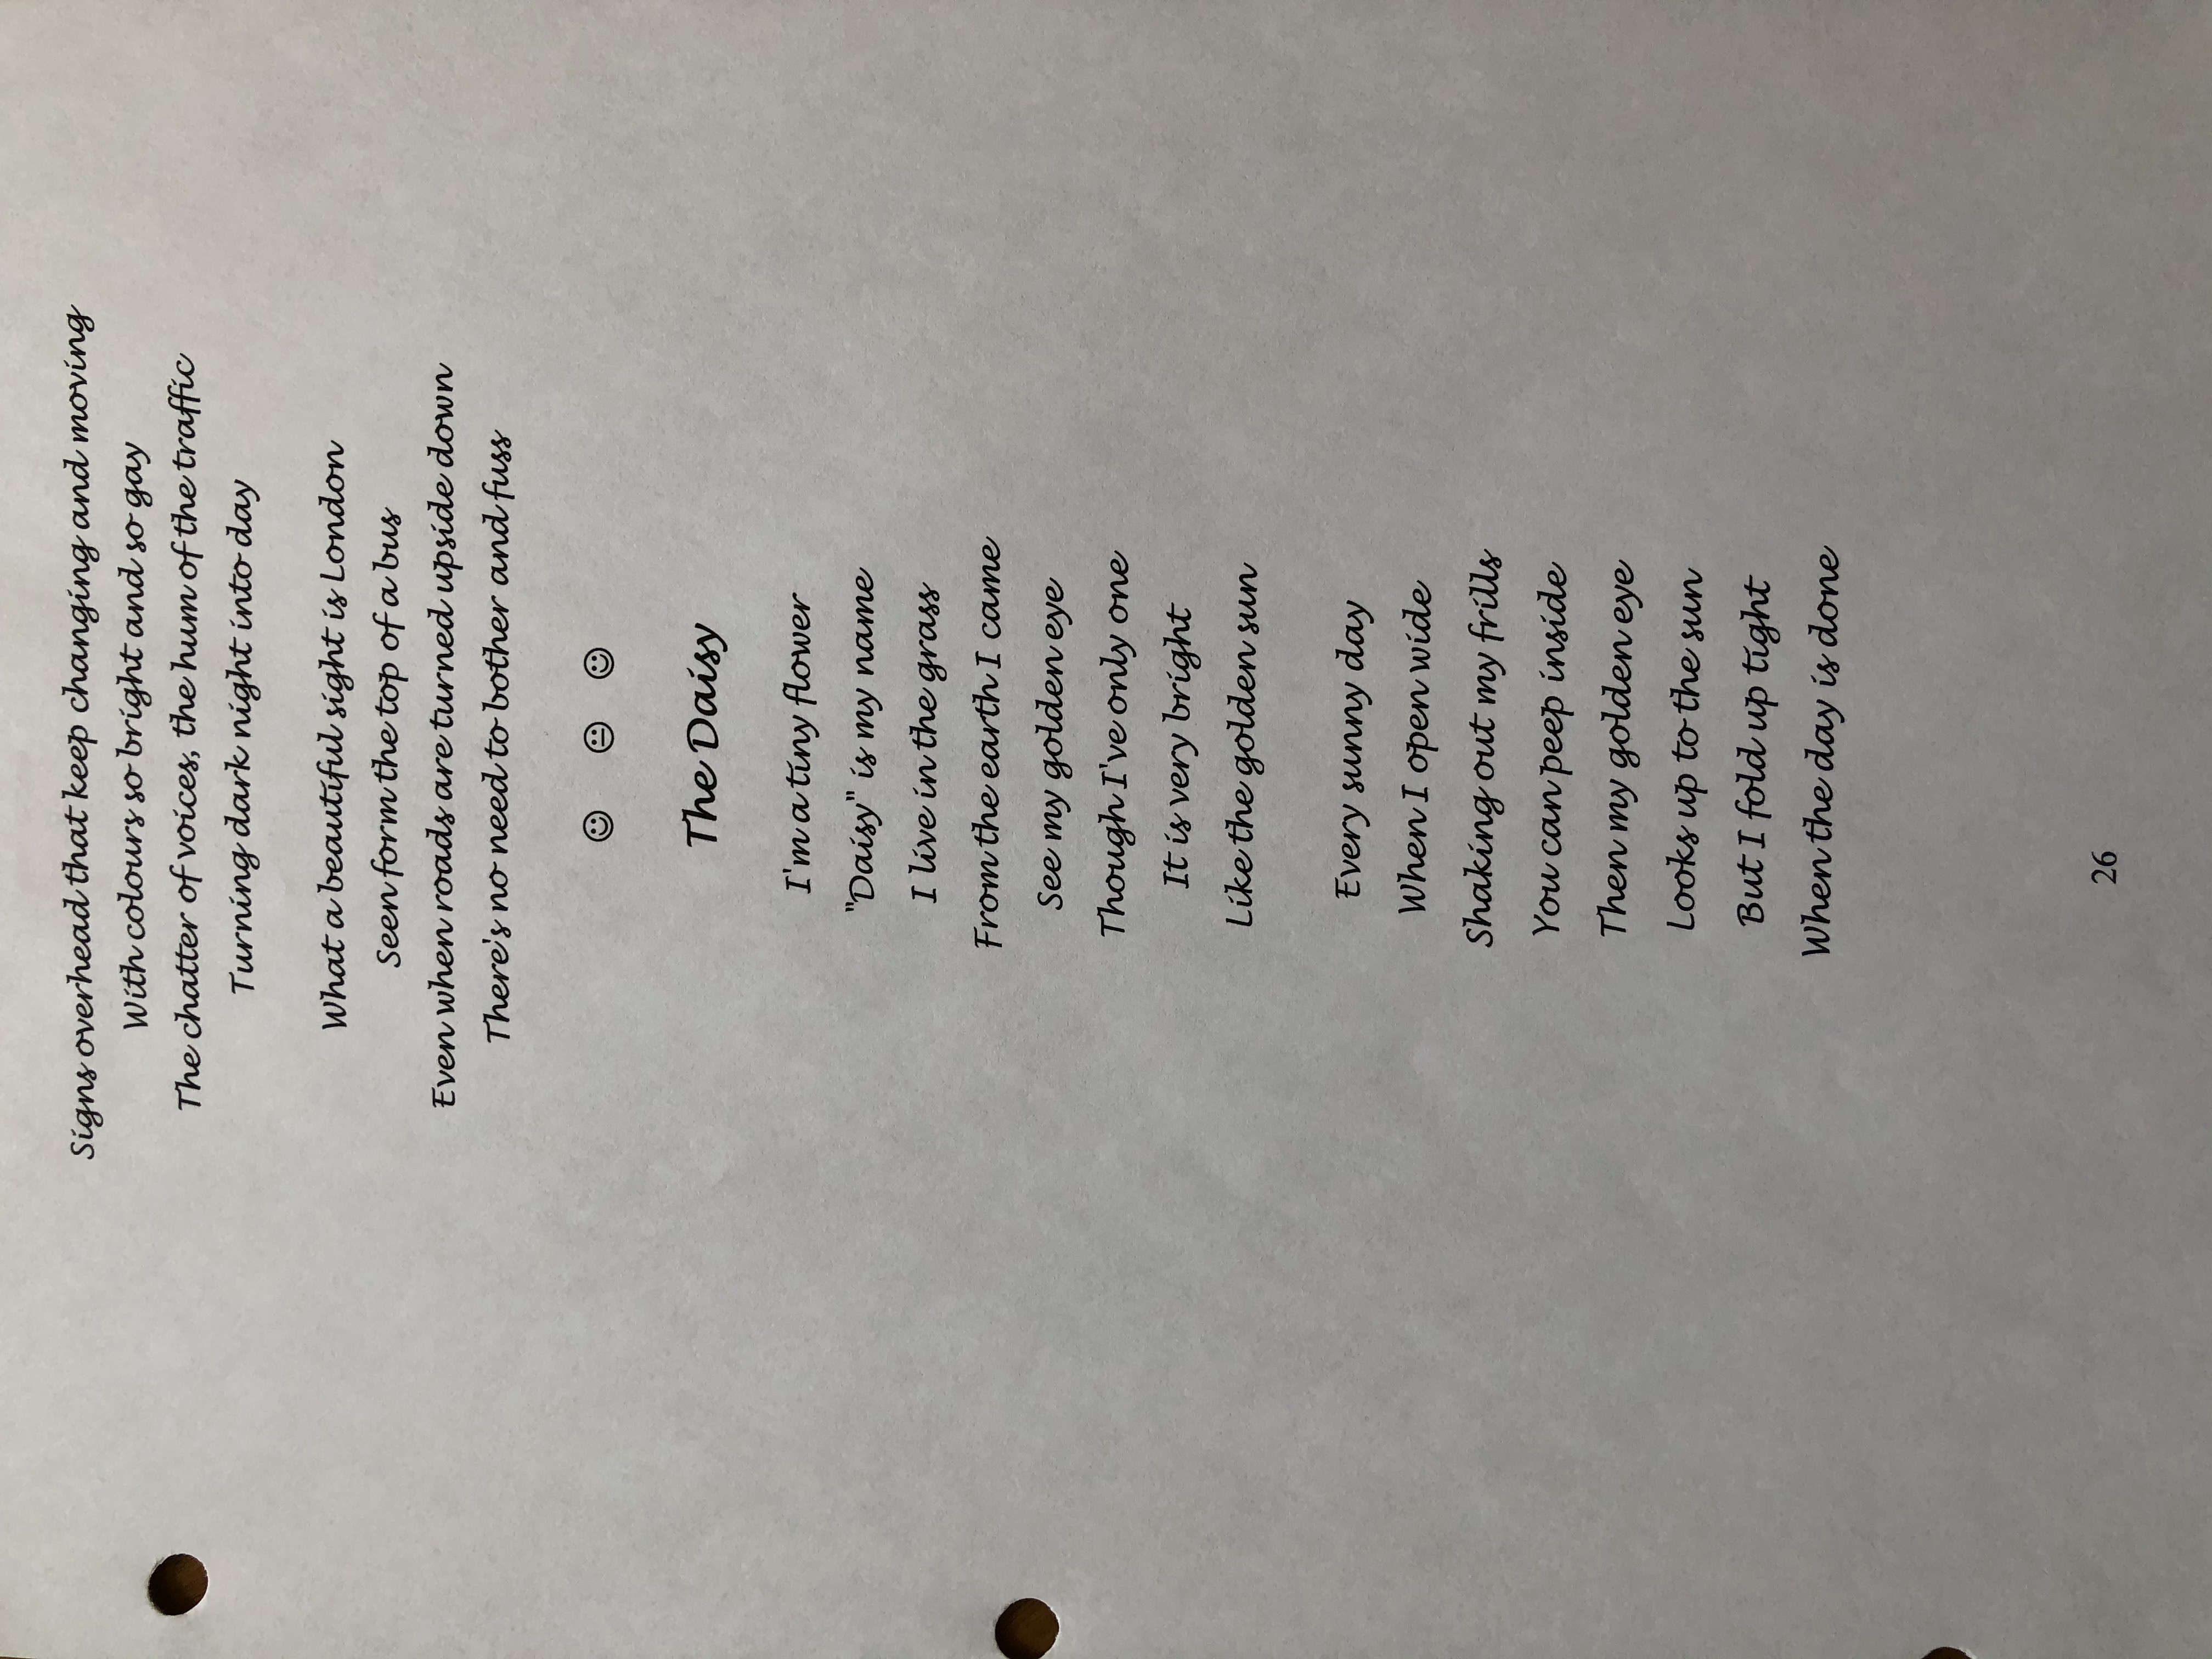 Signs overhead that keep changing and moving
With colours so bright and so gay
The chatter of voices, the hum of the traffic
Turning dark night into day
What a beautiful sight is London
Seen form the top of a bus
Even when roads are turned upside down
There's no need to bother and fuss
☺ 😐 ☺
The Daisy
I'm a tiny flower
"Daisy" is my name
I live in the grass
From the earth I came
See my golden eye
Though I've only one
It is very bright
Like the golden sun
Every sunny day
When I open wide
Shaking out my frills
You can peep inside
Then my golden eye
Looks up to the sun
But I fold up tight
When the day is done
26